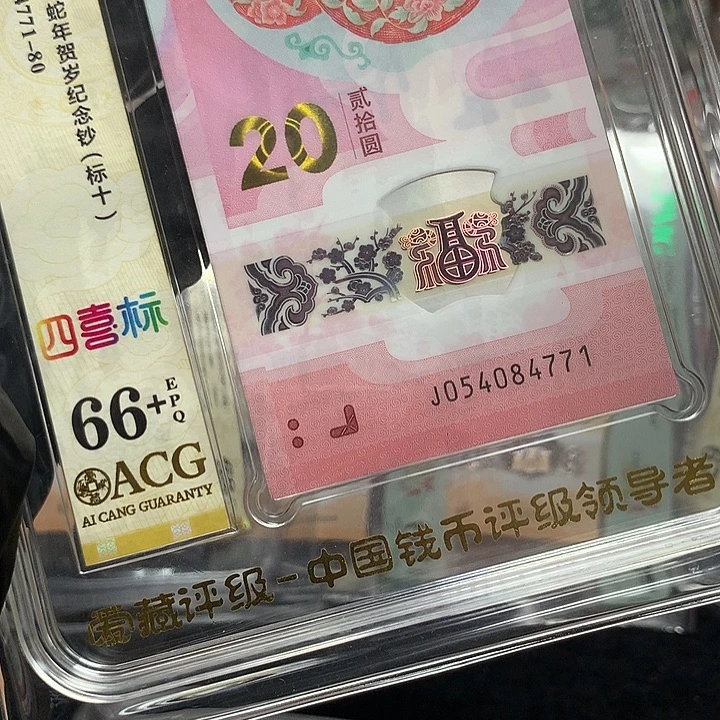 4771-80
蛇年贺岁纪念钞(标十)
四喜标
66+EPQ
ACG
AI CANG GUARANTY
20
贰拾圆
福
J054084771
爱藏评级-中国钱币评级领导者